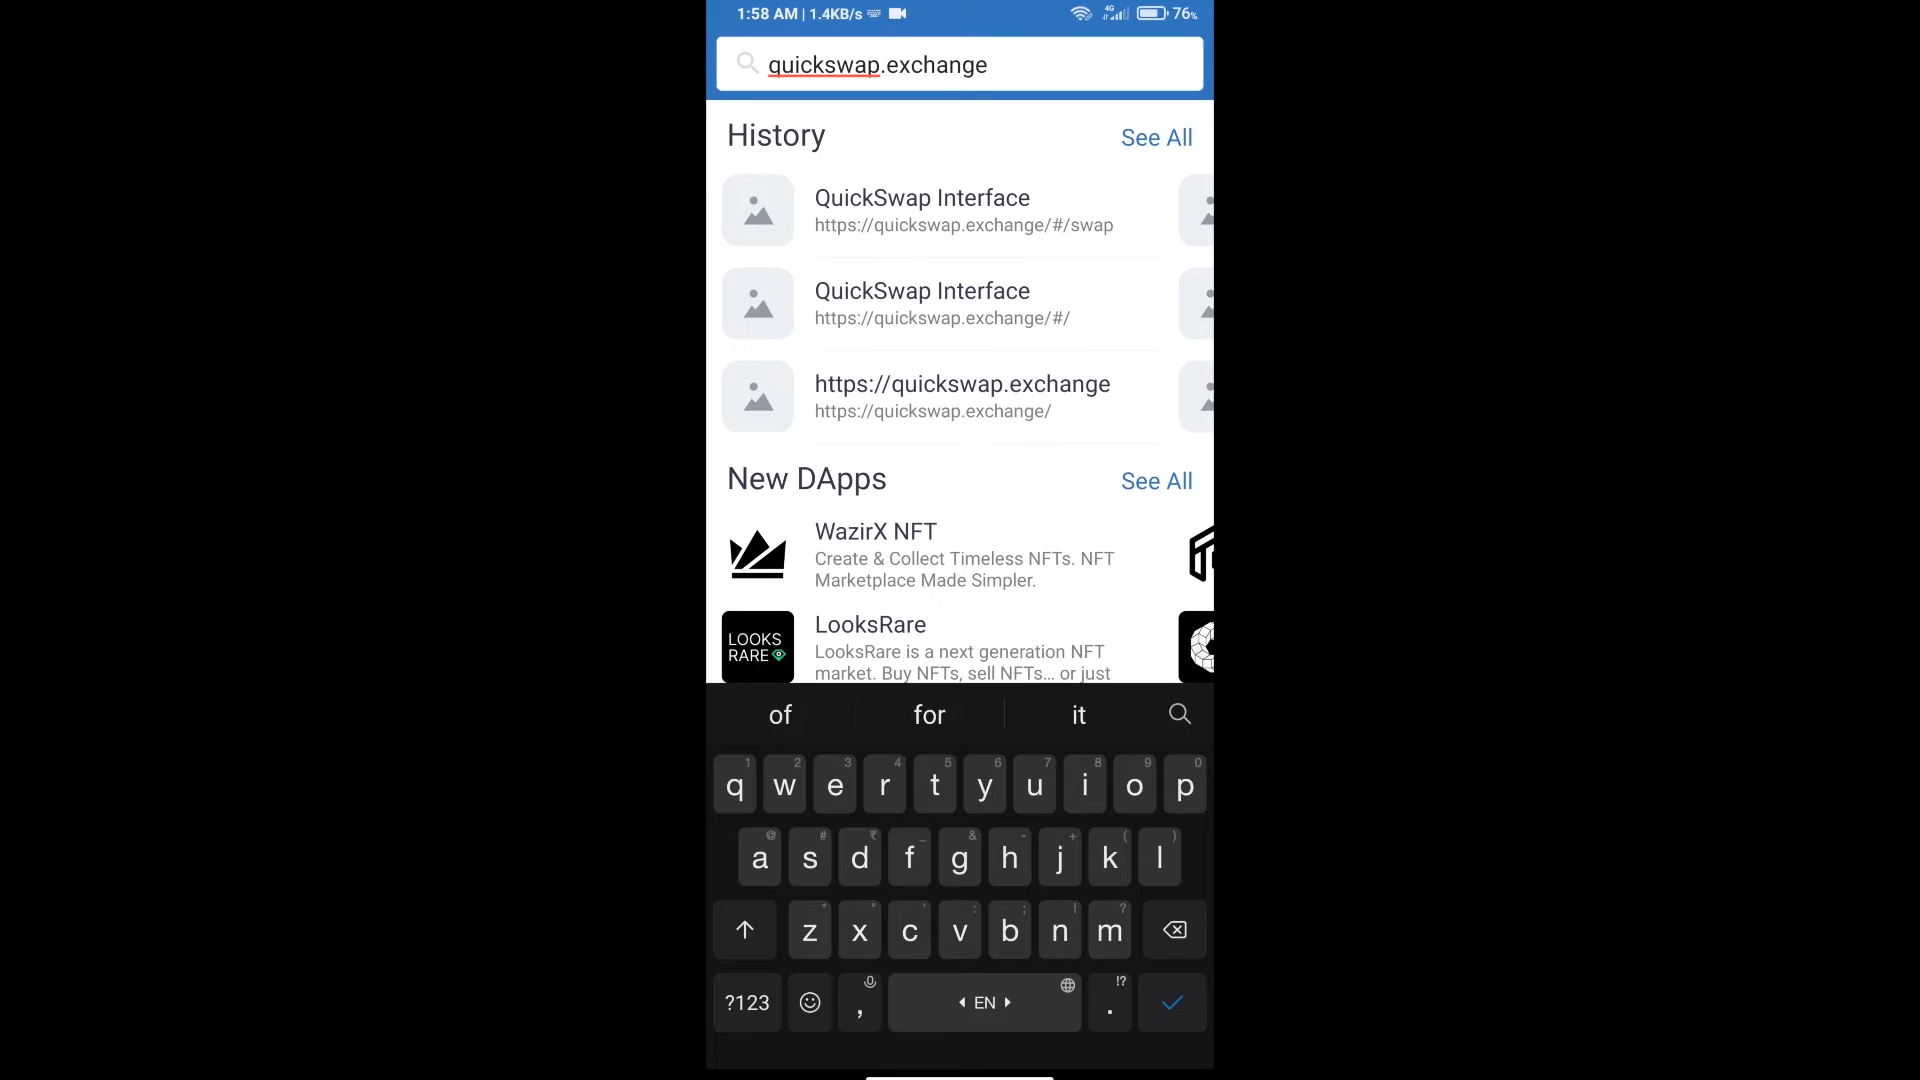 1:58 AM | 1.4KB/s 4G 76%
quickswap.exchange
History See All
QuickSwap Interface
https://quickswap.exchange/#/swap
QuickSwap Interface
https://quickswap.exchange/#/
https://quickswap.exchange
https://quickswap.exchange/
New DApps See All
WazirX NFT
Create & Collect Timeless NFTs. NFT
Marketplace Made Simpler.
LOOKS
RARE
LooksRare
LooksRare is a next generation NFT
market. Buy NFTs, sell NFTs... or just
of for it
1 2 3 4 5 6 7 8 9 0
q w e r t y u i o p
@ # ₹ _ & - + ( )
a s d f g h j k l
* " ' : ; ! ?
z x c v b n m
!?
?123 , EN .